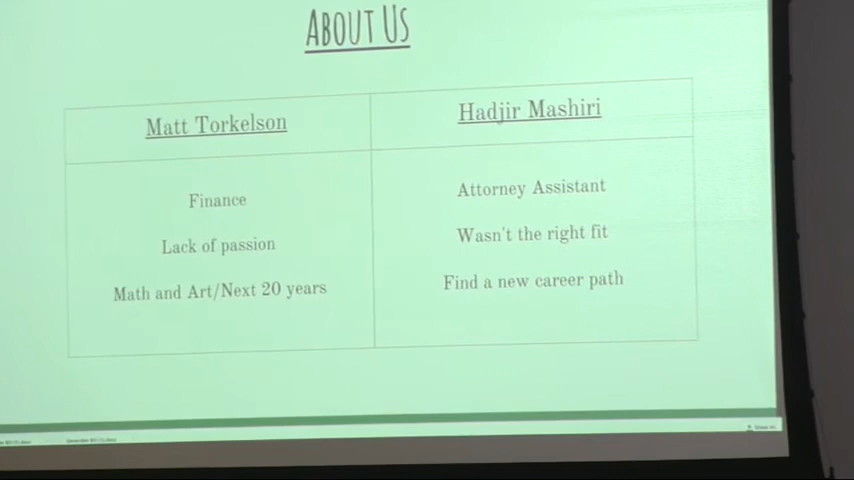 About Us
Matt Torkelson
Hadjir Mashiri
Finance
Attorney Assistant
Lack of passion
Wasn't the right fit
Math and Art/Next 20 years
Find a new career path